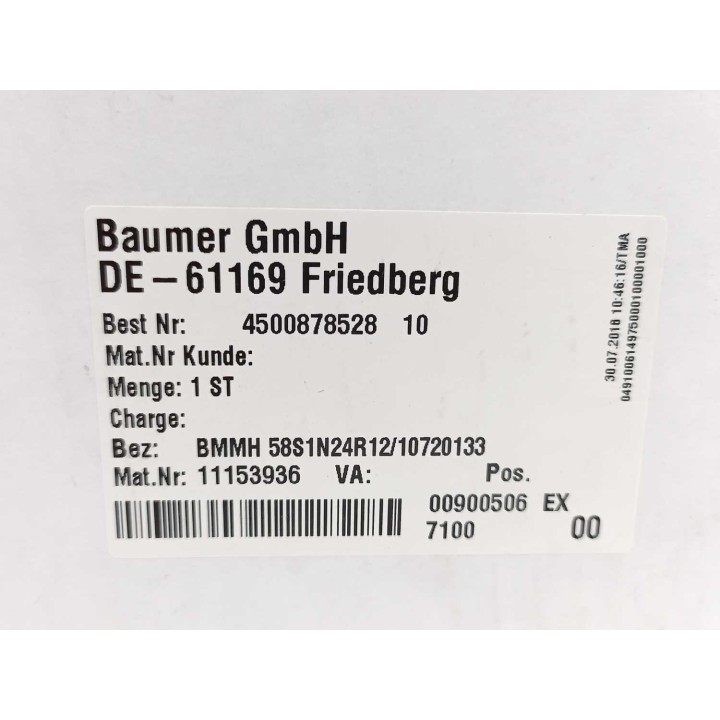 Baumer GmbH
DE-61169 Friedberg
Best Nr: 4500878528 10
Mat.Nr Kunde:
Menge: 1 ST
Charge:
Bez: BMMH 58S1N24R12/10720133
Mat.Nr: 11153936 VA: Pos.
00900506 EX
7100 00
30.07.2018 10:46:16/TMA
049100614975000100001000